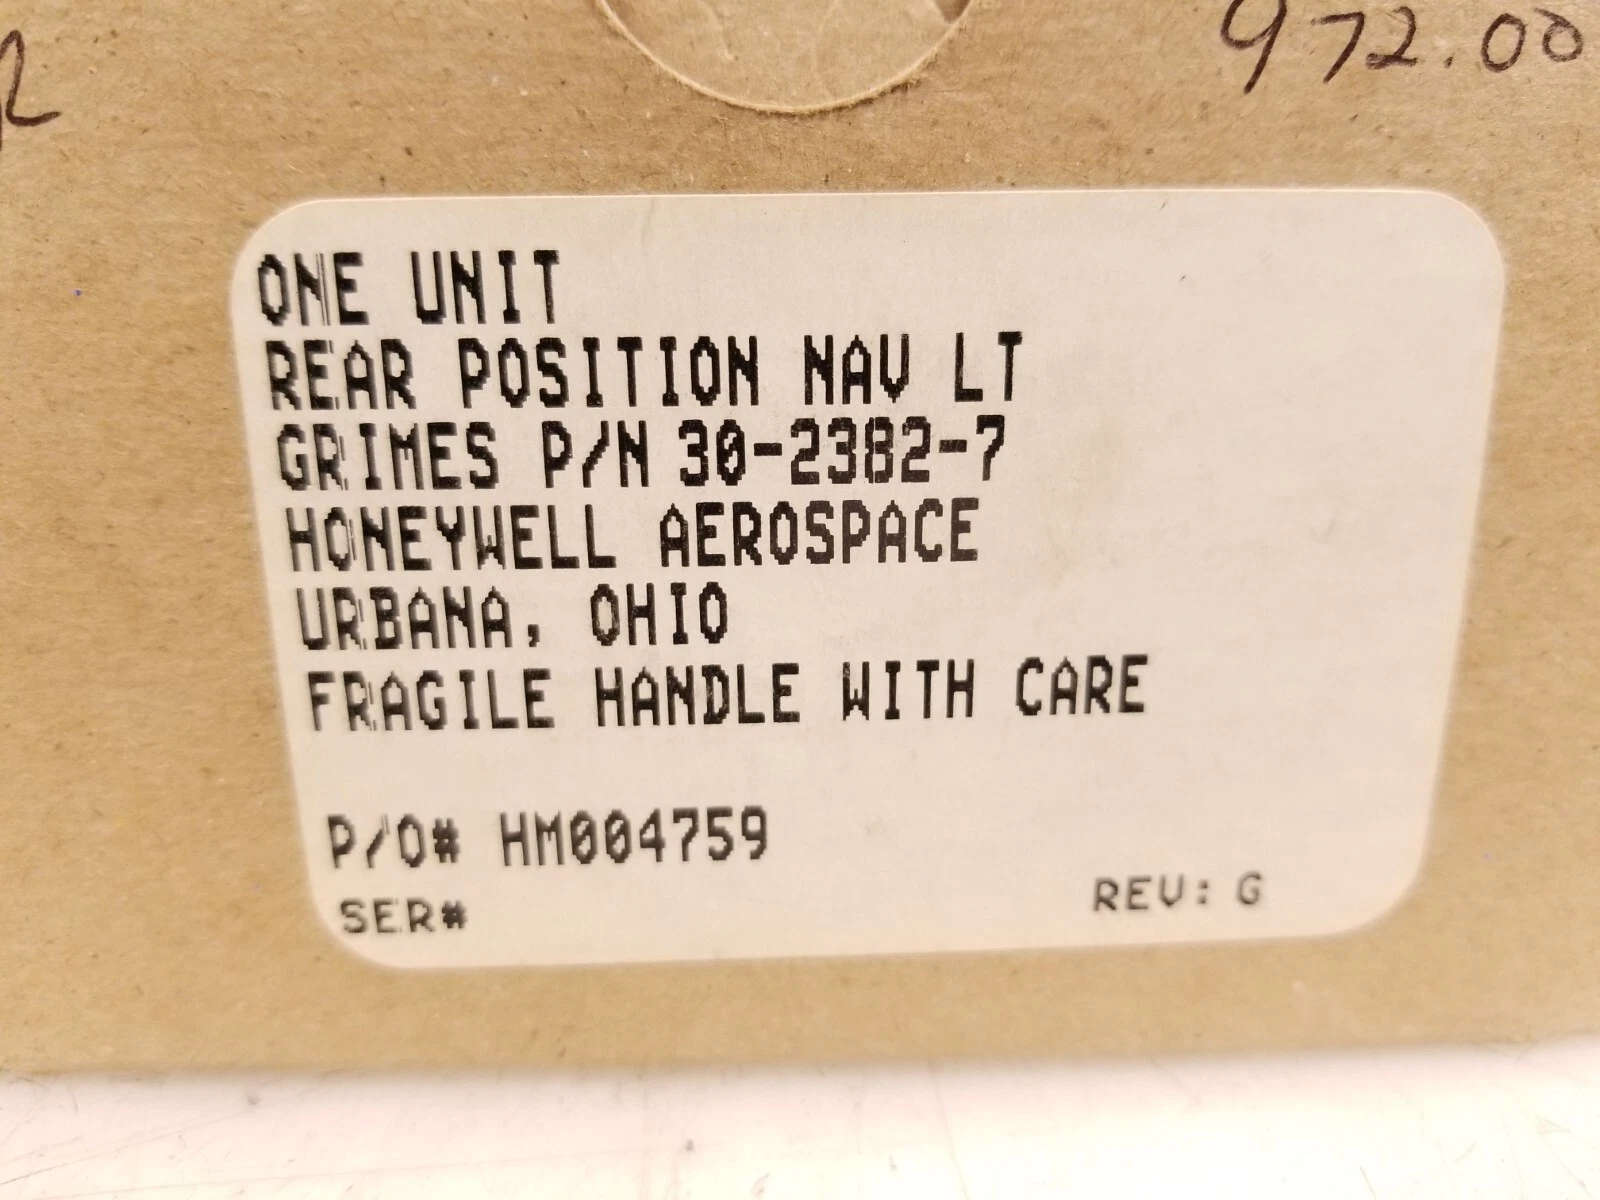 972.00
ONE UNIT
REAR POSITION NAV LT
GRIMES P/N 30-2382-7
HONEYWELL AEROSPACE
URBANA, OHIO
FRAGILE HANDLE WITH CARE
P/O# HM004759
SER#
REV: G